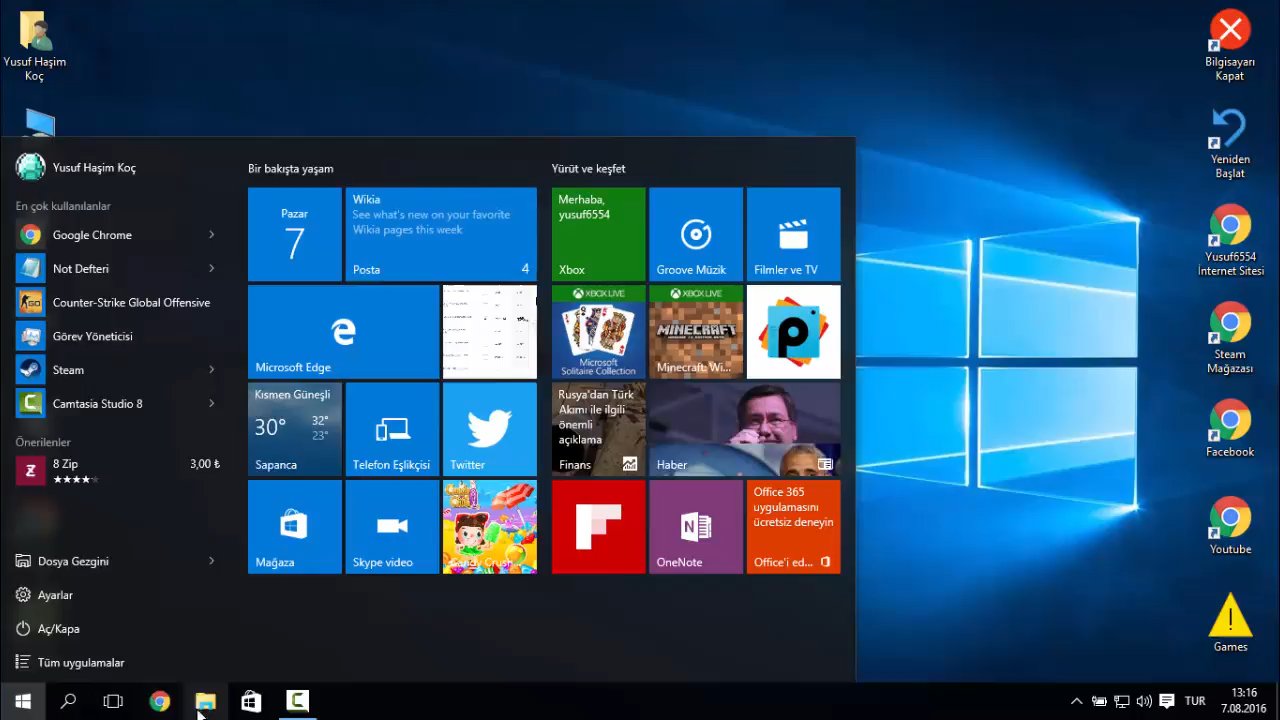 Yusuf Haşim
Koç
Yusuf Haşim Koç
En çok kullanılanlar
Google Chrome
Not Defteri
Counter-Strike Global Offensive
Görev Yöneticisi
Steam
Camtasia Studio 8
Önerilenler
8 Zip
3,00 ₺
Dosya Gezgini
Ayarlar
Aç/Kapa
Tüm uygulamalar
Bir bakışta yaşam
Pazar
7
Wikia
See what's new on your favorite
Wikia pages this week
Posta
4
Microsoft Edge
Kısmen Güneşli
30°
32°
23°
Sapanca
Telefon Eşlikçisi
Twitter
Mağaza
Skype video
Candy Crush...
Yürüt ve keşfet
Merhaba,
yusuf6554
Xbox
Groove Müzik
Filmler ve TV
XBOX LIVE
Microsoft
Solitaire Collection
XBOX LIVE
MINECRAFT
Minecraft: Wi...
p
Rusya'dan Türk
Akımı ile ilgili
önemli
açıklama
Finans
Haber
OneNote
Office 365
uygulamasını
ücretsiz deneyin
Office'i ed...
Bilgisayarı
Kapat
Yeniden
Başlat
Yusuf6554
İnternet Sitesi
Steam
Mağazası
Facebook
Youtube
Games
TUR
13:16
7.08.2016